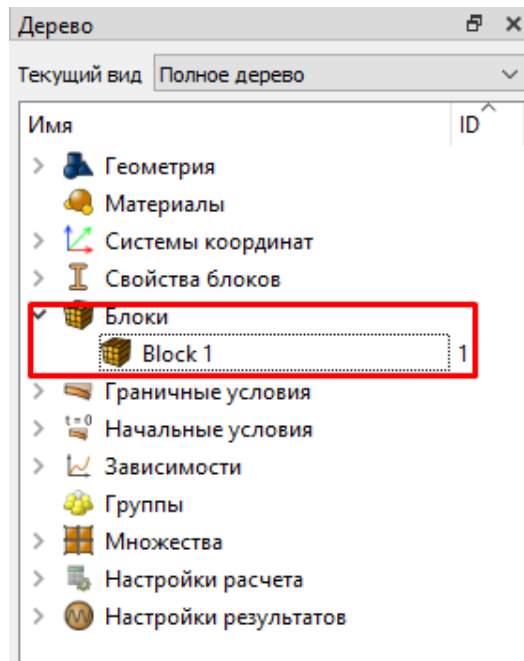 Дерево
Текущий вид Полное дерево
Имя ID
Геометрия
Материалы
Системы координат
Свойства блоков
Блоки
Block 1 1
Граничные условия
t=0 Начальные условия
Зависимости
Группы
Множества
Настройки расчета
Настройки результатов